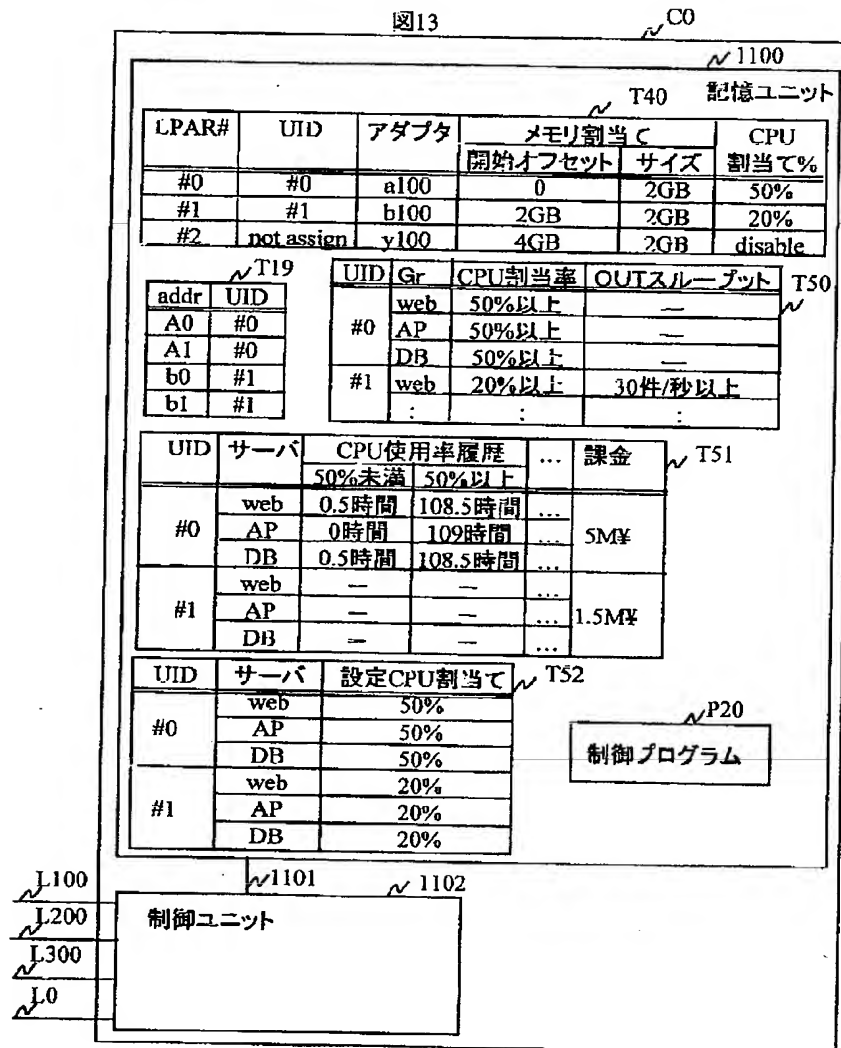 図13
C0
1100
T40 記憶ユニット
LPAR# UID アダプタ メモリ割当て CPU
開始オフセット サイズ 割当て%
#0 #0 a100 0 2GB 50%
#1 #1 b100 2GB 2GB 20%
#2 not assign y100 4GB 2GB disable
T19
addr UID
A0 #0
A1 #0
b0 #1
b1 #1
UID Gr CPU割当率 OUTスループット T50
#0 web 50%以上 —
AP 50%以上 —
DB 50%以上 —
#1 web 20%以上 30件/秒以上
: :
UID サーバ CPU使用率履歴 ... 課金 T51
50%未満 50%以上
#0 web 0.5時間 108.5時間 ... 5M¥
AP 0時間 109時間 ...
DB 0.5時間 108.5時間 ...
#1 web — — ... 1.5M¥
AP — — ...
DB — — ...
UID サーバ 設定CPU割当て T52
#0 web 50%
AP 50%
DB 50%
#1 web 20%
AP 20%
DB 20%
P20
制御プログラム
1101 1102
制御ユニット
L100
L200
L300
L0